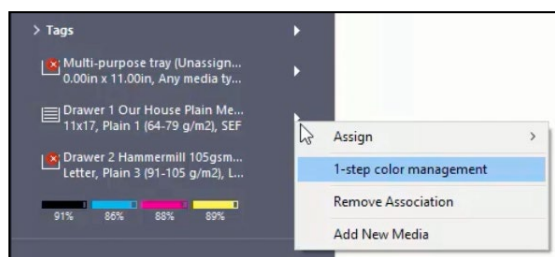 > Tags
Multi-purpose tray (Unassign...
0.00in x 11.00in, Any media ty...
Drawer 1 Our House Plain Me...
11x17, Plain 1 (64-79 g/m2), SEF
Drawer 2 Hammermill 105gsm...
Letter, Plain 3 (91-105 g/m2), L...
91% 86% 88% 89%
Assign >
1-step color management
Remove Association
Add New Media